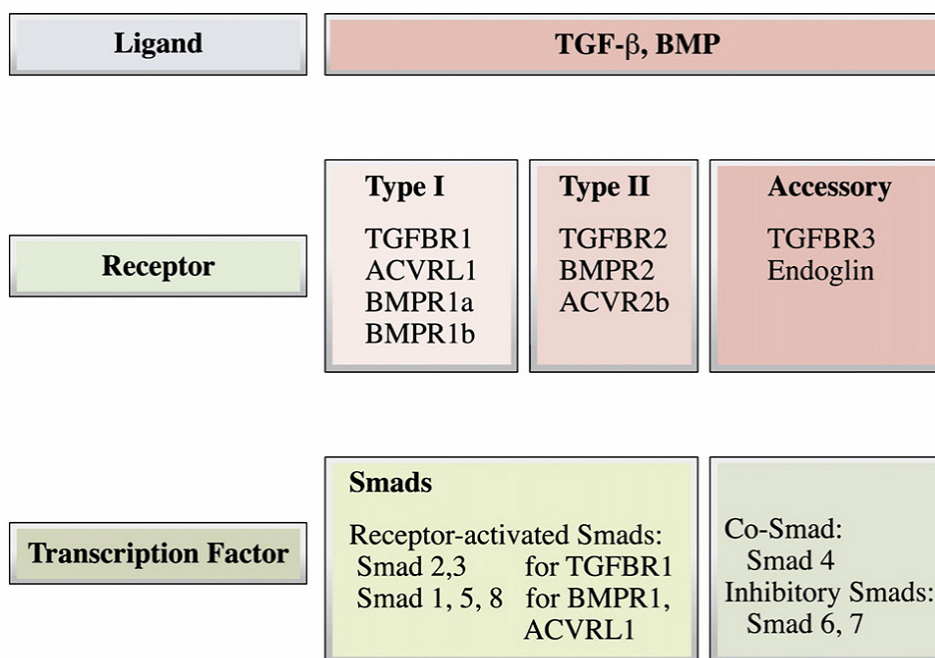 Ligand
TGF-β, BMP
Receptor
Type I
TGFBR1
ACVRL1
BMPR1a
BMPR1b
Type II
TGFBR2
BMPR2
ACVR2b
Accessory
TGFBR3
Endoglin
Transcription Factor
Smads
Receptor-activated Smads:
Smad 2,3 for TGFBR1
Smad 1, 5, 8 for BMPR1,
ACVRL1
Co-Smad:
Smad 4
Inhibitory Smads:
Smad 6, 7